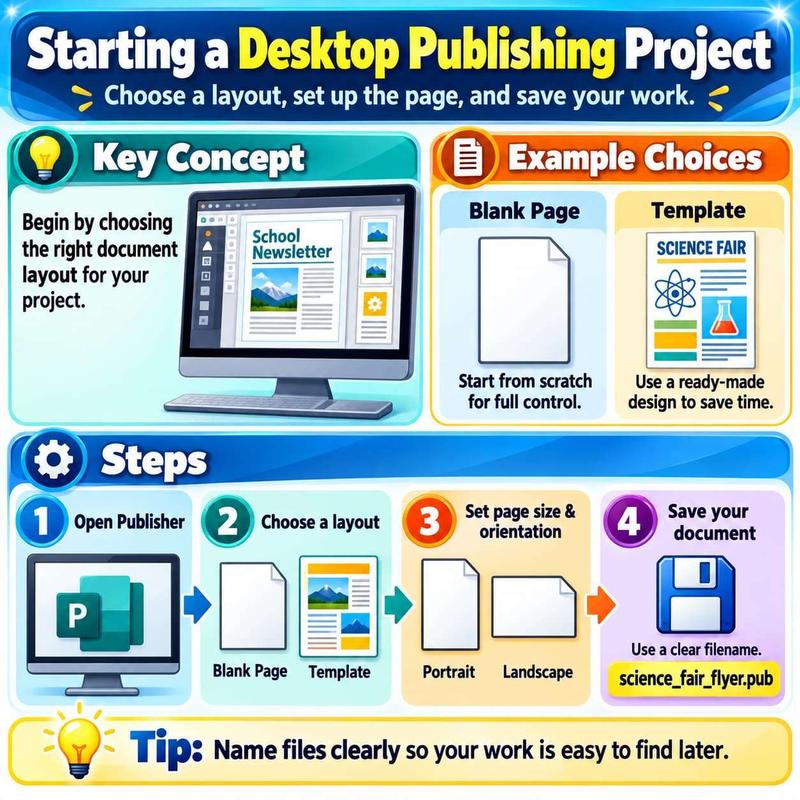 Starting a Desktop Publishing Project
Choose a layout, set up the page, and save your work.
Key Concept
Begin by choosing
the right document
layout for your
project.
School
Newsletter
Example Choices
Blank Page
Start from scratch
for full control.
Template
SCIENCE FAIR
Use a ready-made
design to save time.
Steps
1 Open Publisher
P
2 Choose a layout
Blank Page
Template
3 Set page size &
orientation
Portrait
Landscape
4 Save your
document
Use a clear filename.
science_fair_flyer.pub
Tip: Name files clearly so your work is easy to find later.